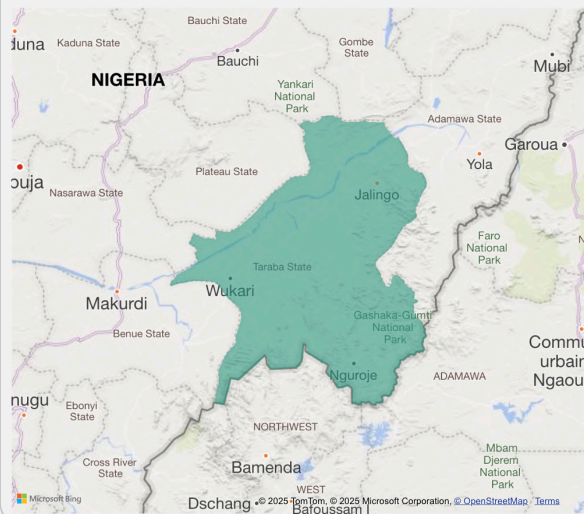 Bauchi State
duna
Kaduna State
Gombe
State
Bauchi
Mubi
NIGERIA
Yankari
National
Park
Adamawa State
Garoua
Yola
Plateau State
ouja
Nasarawa State
Jalingo
Faro
National
Park
N
Taraba State
Wukari
Makurdi
Gashaka-Gumti
National
Park
Benue State
Commu
urbain
Ngaou
Nguroje
ADAMAWA
nugu
Ebonyi
State
NORTHWEST
Cross River
State
Bamenda
Mbam
Djerem
National
Park
WEST
Microsoft Bing
Dschang
Bafoussam
© 2025 TomTom, © 2025 Microsoft Corporation, © OpenStreetMap Terms